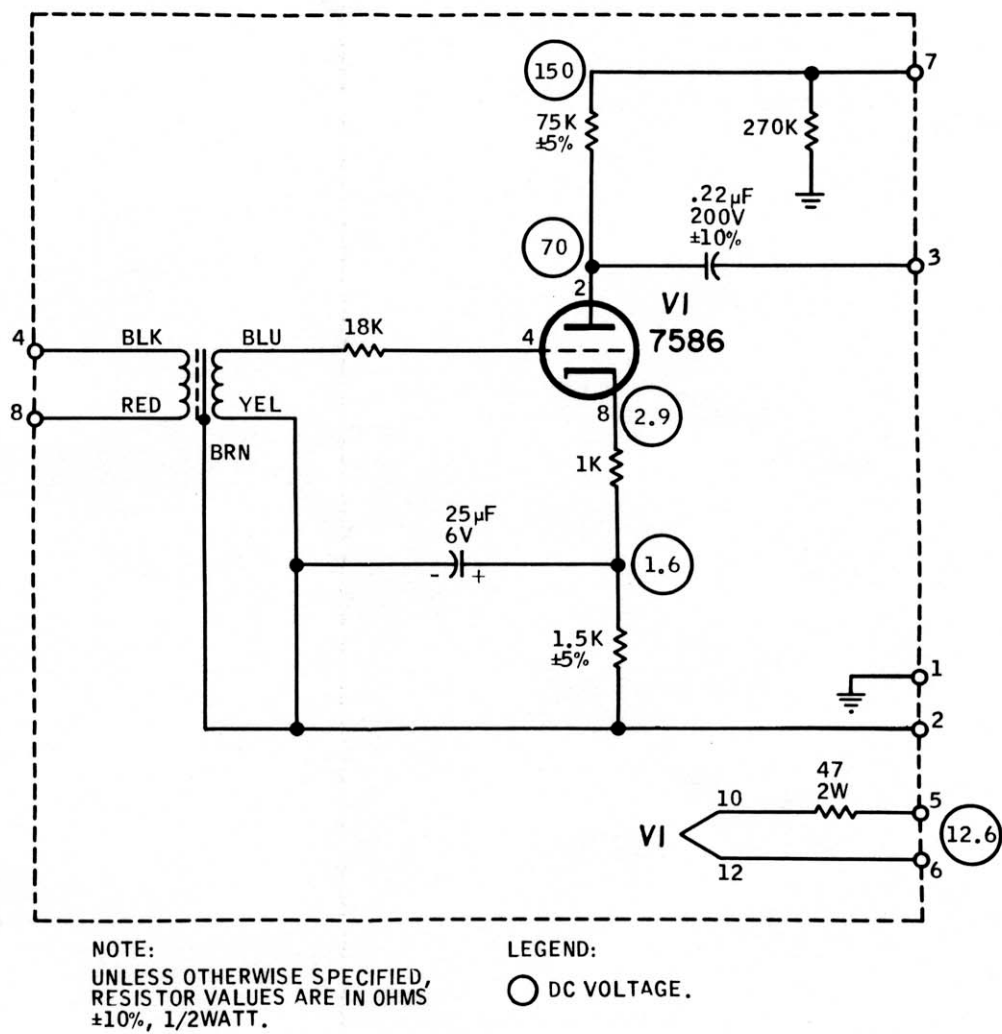 150
7
75K
±5%
270K
.22µF
200V
±10%
70
3
2
V1
7586
4
BLK
BLU
18K
4
8
RED
YEL
8
2.9
BRN
1K
25µF
6V
- +
1.6
1.5K
±5%
1
2
47
2W
10
5
V1
12.6
12
6
NOTE:
UNLESS OTHERWISE SPECIFIED,
RESISTOR VALUES ARE IN OHMS
±10%, 1/2WATT.
LEGEND:
DC VOLTAGE.